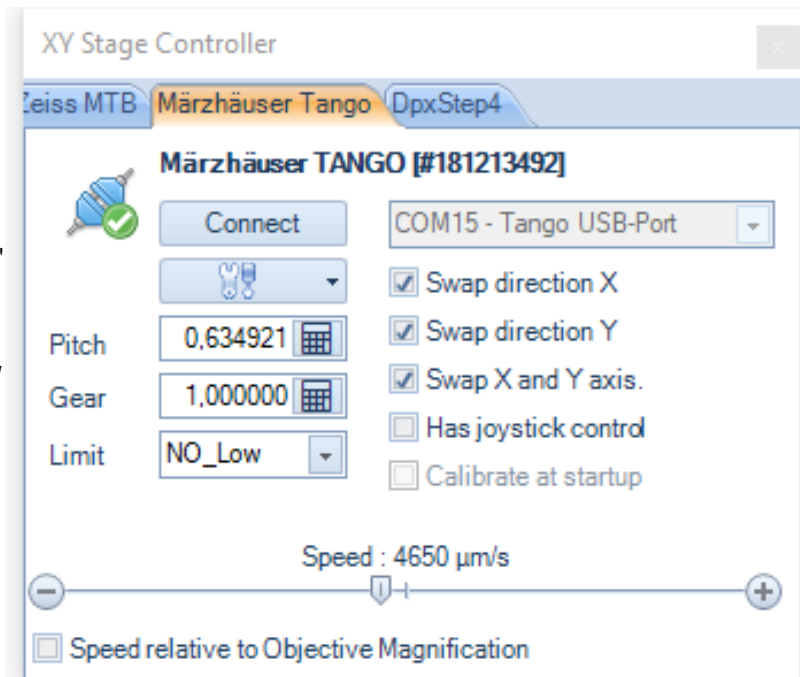 XY Stage Controller
x
Zeiss MTB Märzhäuser Tango DpxStep4
Märzhäuser TANGO [#181213492]
Connect COM15 - Tango USB-Port
Swap direction X
Pitch 0,634921 Swap direction Y
Swap X and Y axis.
Gear 1,000000
Has joystick control
Limit NO_Low
Calibrate at startup
Speed : 4650 µm/s
Speed relative to Objective Magnification